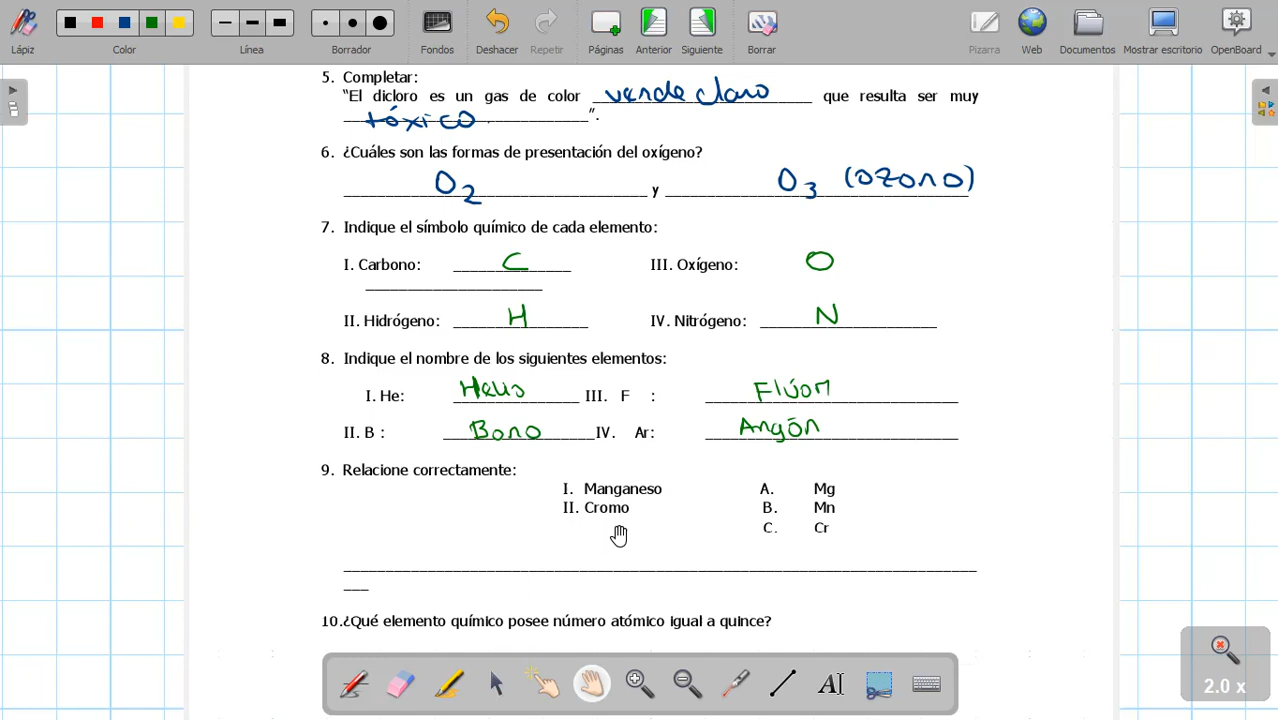 Lápiz Color Línea Borrador Fondos Deshacer Repetir Páginas Anterior Siguiente Borrar Pizarra Web Documentos Mostrar escritorio OpenBoard
5. Completar:
“El dicloro es un gas de color verde claro que resulta ser muy
tóxico”.
6. ¿Cuáles son las formas de presentación del oxígeno?
O2 y O3 (ozono)
7. Indique el símbolo químico de cada elemento:
I. Carbono: C III. Oxígeno: O
II. Hidrógeno: H IV. Nitrógeno: N
8. Indique el nombre de los siguientes elementos:
I. He: Helio III. F : Flúor
II. B : Boro IV. Ar: Argón
9. Relacione correctamente:
I. Manganeso A. Mg
II. Cromo B. Mn
C. Cr
10.¿Qué elemento químico posee número atómico igual a quince?
2.0 x